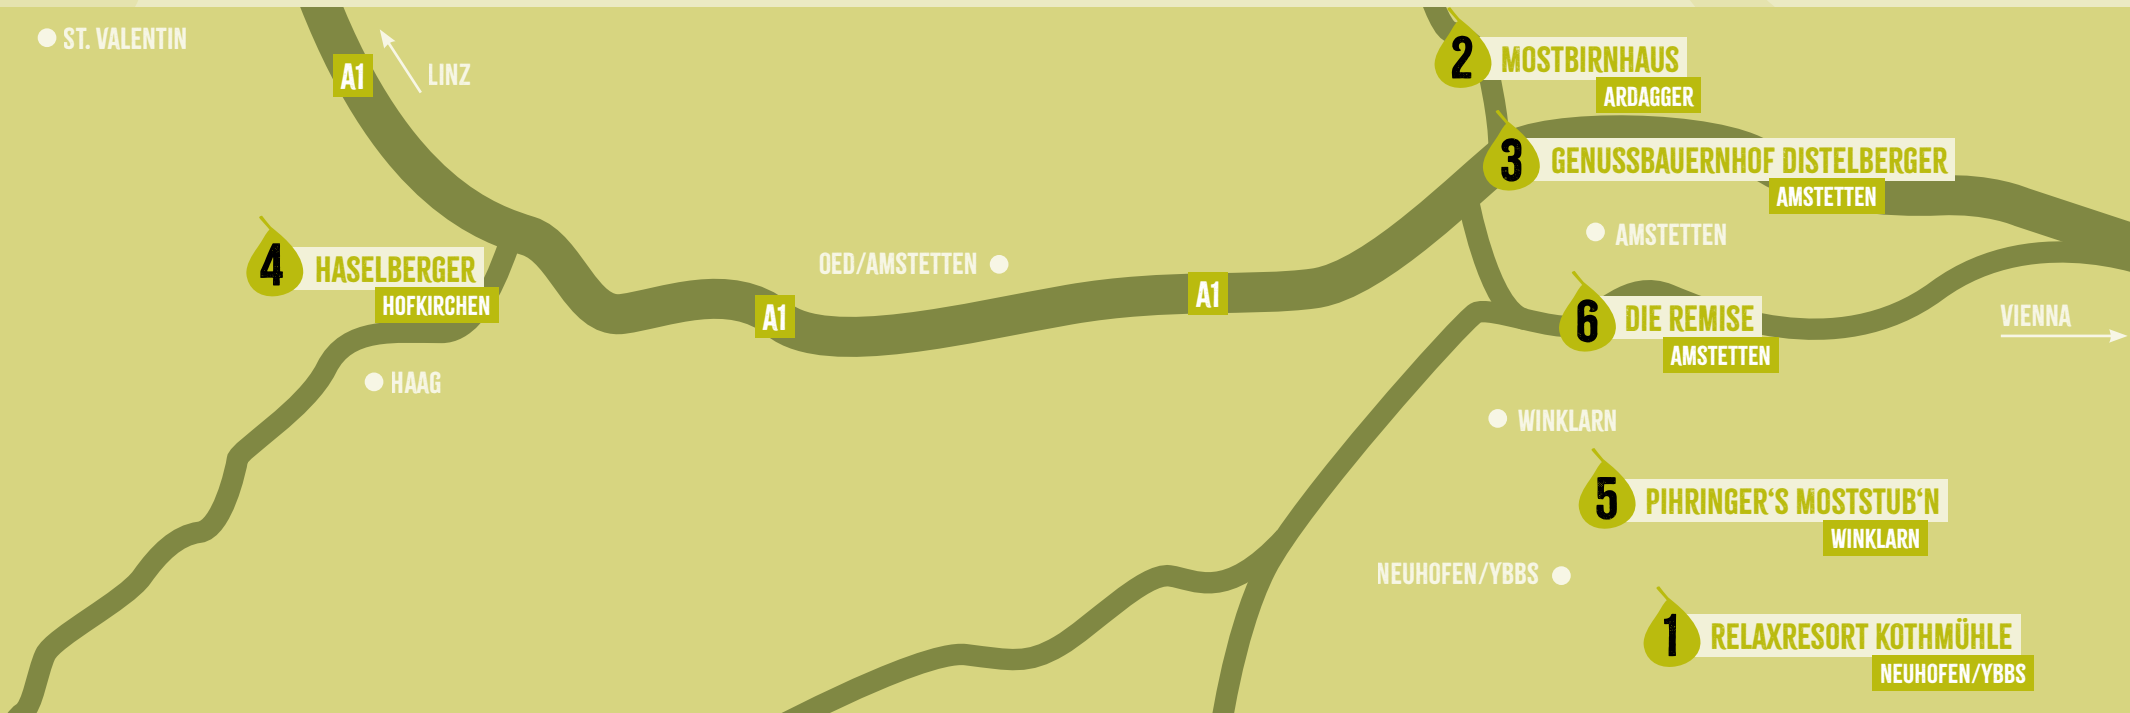 ST. VALENTIN
A1
LINZ
2
MOSTBIRNHAUS
ARDAGGER
3
GENUSSBAUERNHOF DISTELBERGER
AMSTETTEN
AMSTETTEN
4
HASELBERGER
HOFKIRCHEN
OED/AMSTETTEN
A1
A1
6
DIE REMISE
AMSTETTEN
VIENNA
HAAG
WINKLARN
5
PIHRINGER‘S MOSTSTUB‘N
WINKLARN
NEUHOFEN/YBBS
1
RELAXRESORT KOTHMÜHLE
NEUHOFEN/YBBS